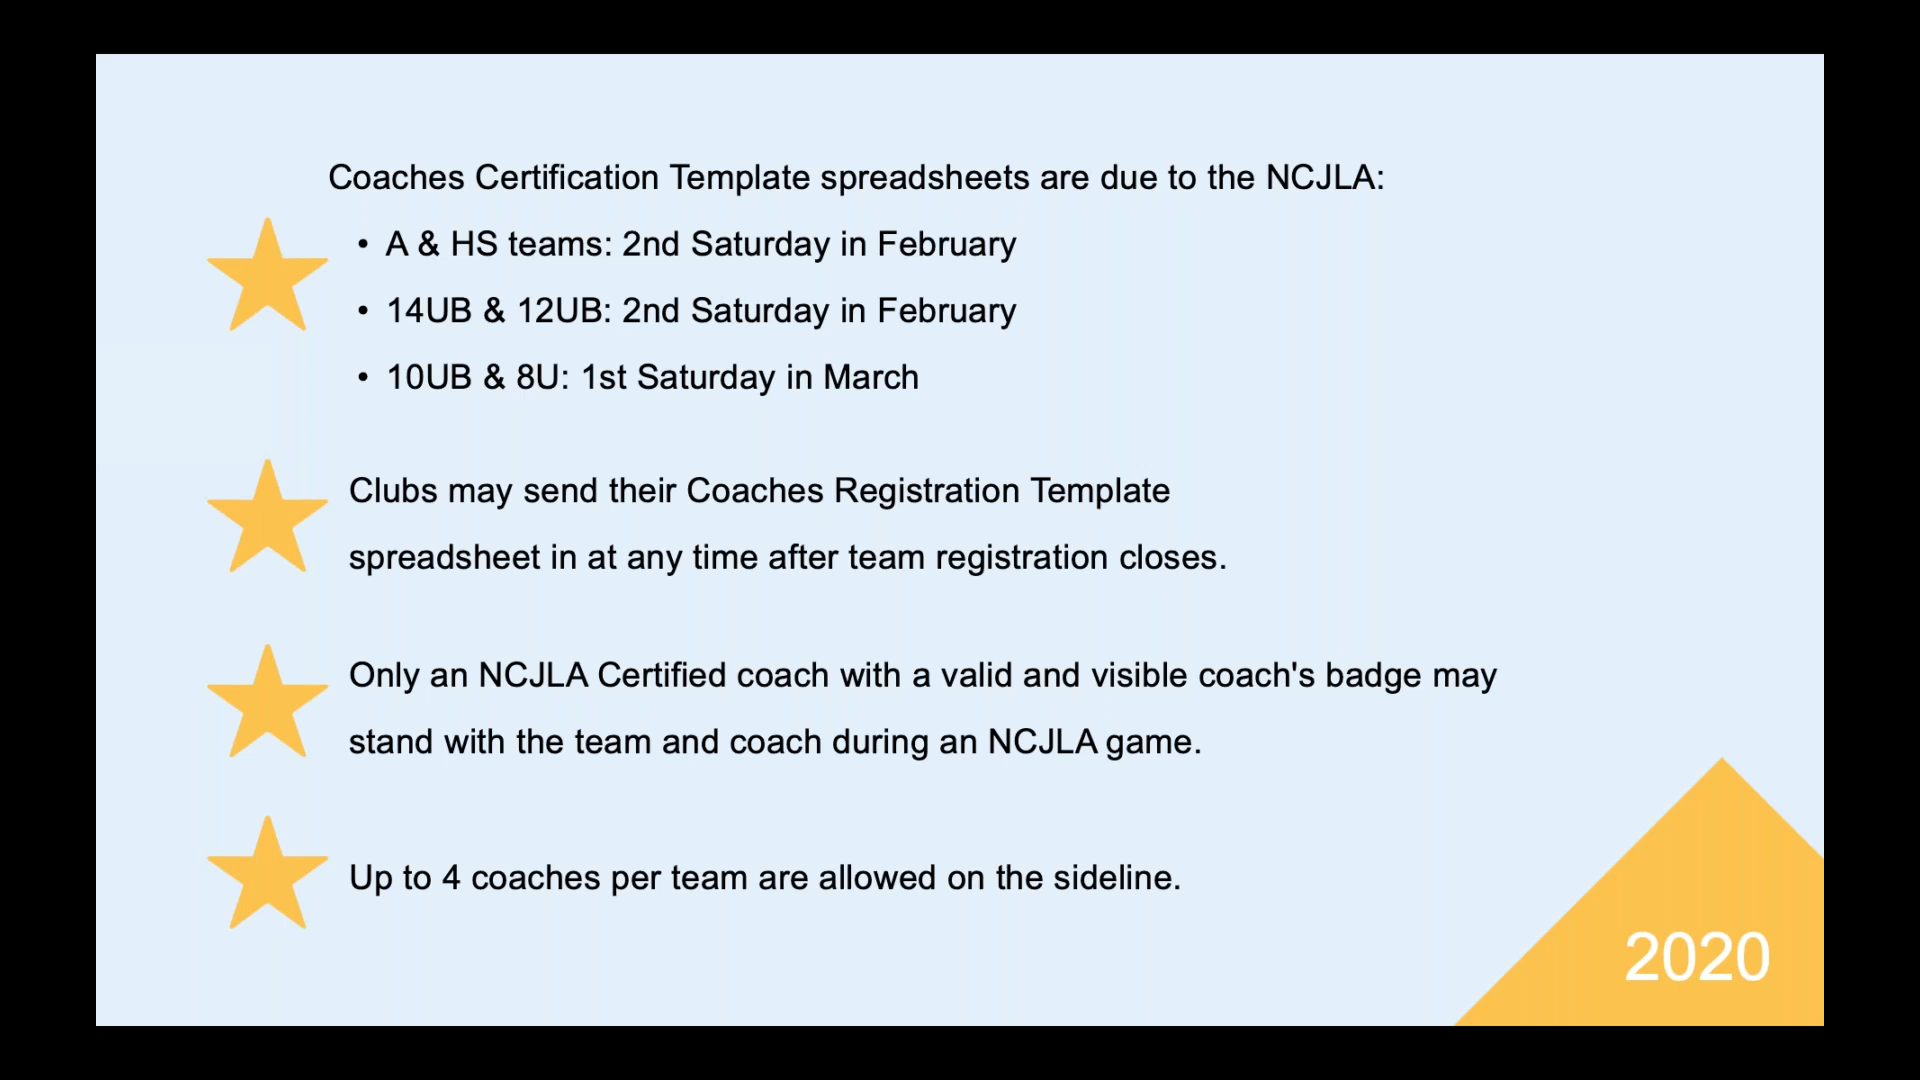 Coaches Certification Template spreadsheets are due to the NCJLA:
• A & HS teams: 2nd Saturday in February
• 14UB & 12UB: 2nd Saturday in February
• 10UB & 8U: 1st Saturday in March
Clubs may send their Coaches Registration Template
spreadsheet in at any time after team registration closes.
Only an NCJLA Certified coach with a valid and visible coach's badge may
stand with the team and coach during an NCJLA game.
Up to 4 coaches per team are allowed on the sideline.
2020